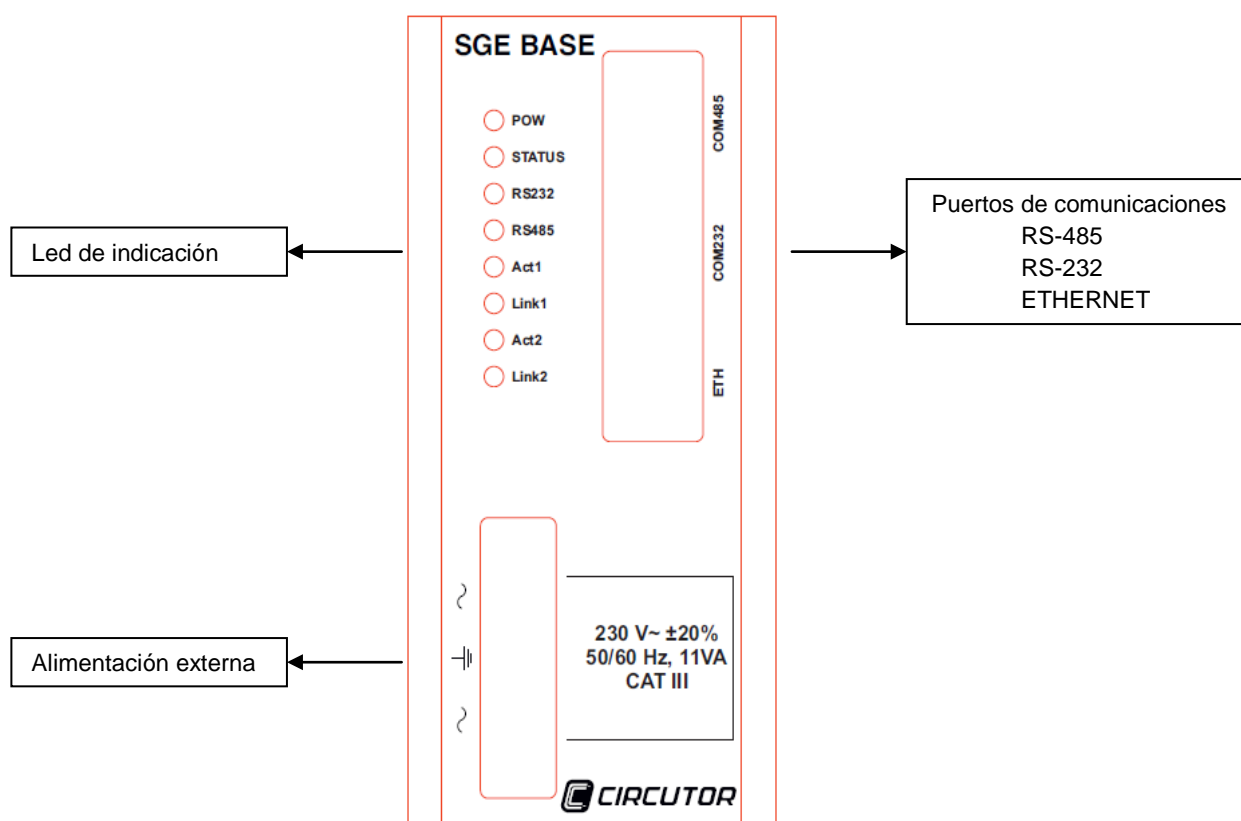 SGE BASE
POW
STATUS
RS232
RS485
Act1
Link1
Act2
Link2
COM485
COM232
ETH
Led de indicación
Puertos de comunicaciones
RS-485
RS-232
ETHERNET
Alimentación externa
230 V~ ±20%
50/60 Hz, 11VA
CAT III
CIRCUTOR